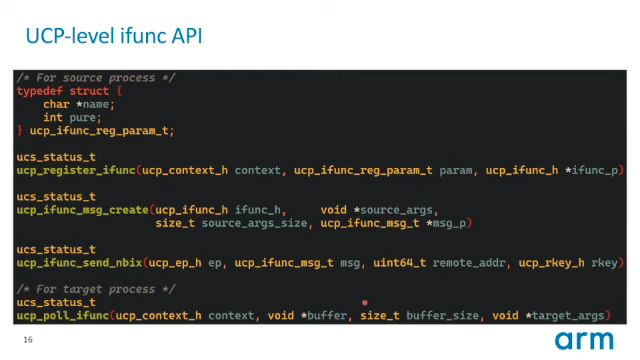 UCP-level ifunc API
/* For source process */
typedef struct {
char *name;
int pure;
} ucp_ifunc_reg_param_t;
ucs_status_t
ucp_register_ifunc(ucp_context_h context, ucp_ifunc_reg_param_t param, ucp_ifunc_h *ifunc_p)
ucs_status_t
ucp_ifunc_msg_create(ucp_ifunc_h ifunc_h, void *source_args,
size_t source_args_size, ucp_ifunc_msg_t *msg_p)
ucs_status_t
ucp_ifunc_send_nbix(ucp_ep_h ep, ucp_ifunc_msg_t msg, uint64_t remote_addr, ucp_rkey_h rkey)
/* For target process */
ucs_status_t
ucp_poll_ifunc(ucp_context_h context, void *buffer, size_t buffer_size, void *target_args)
16
arm